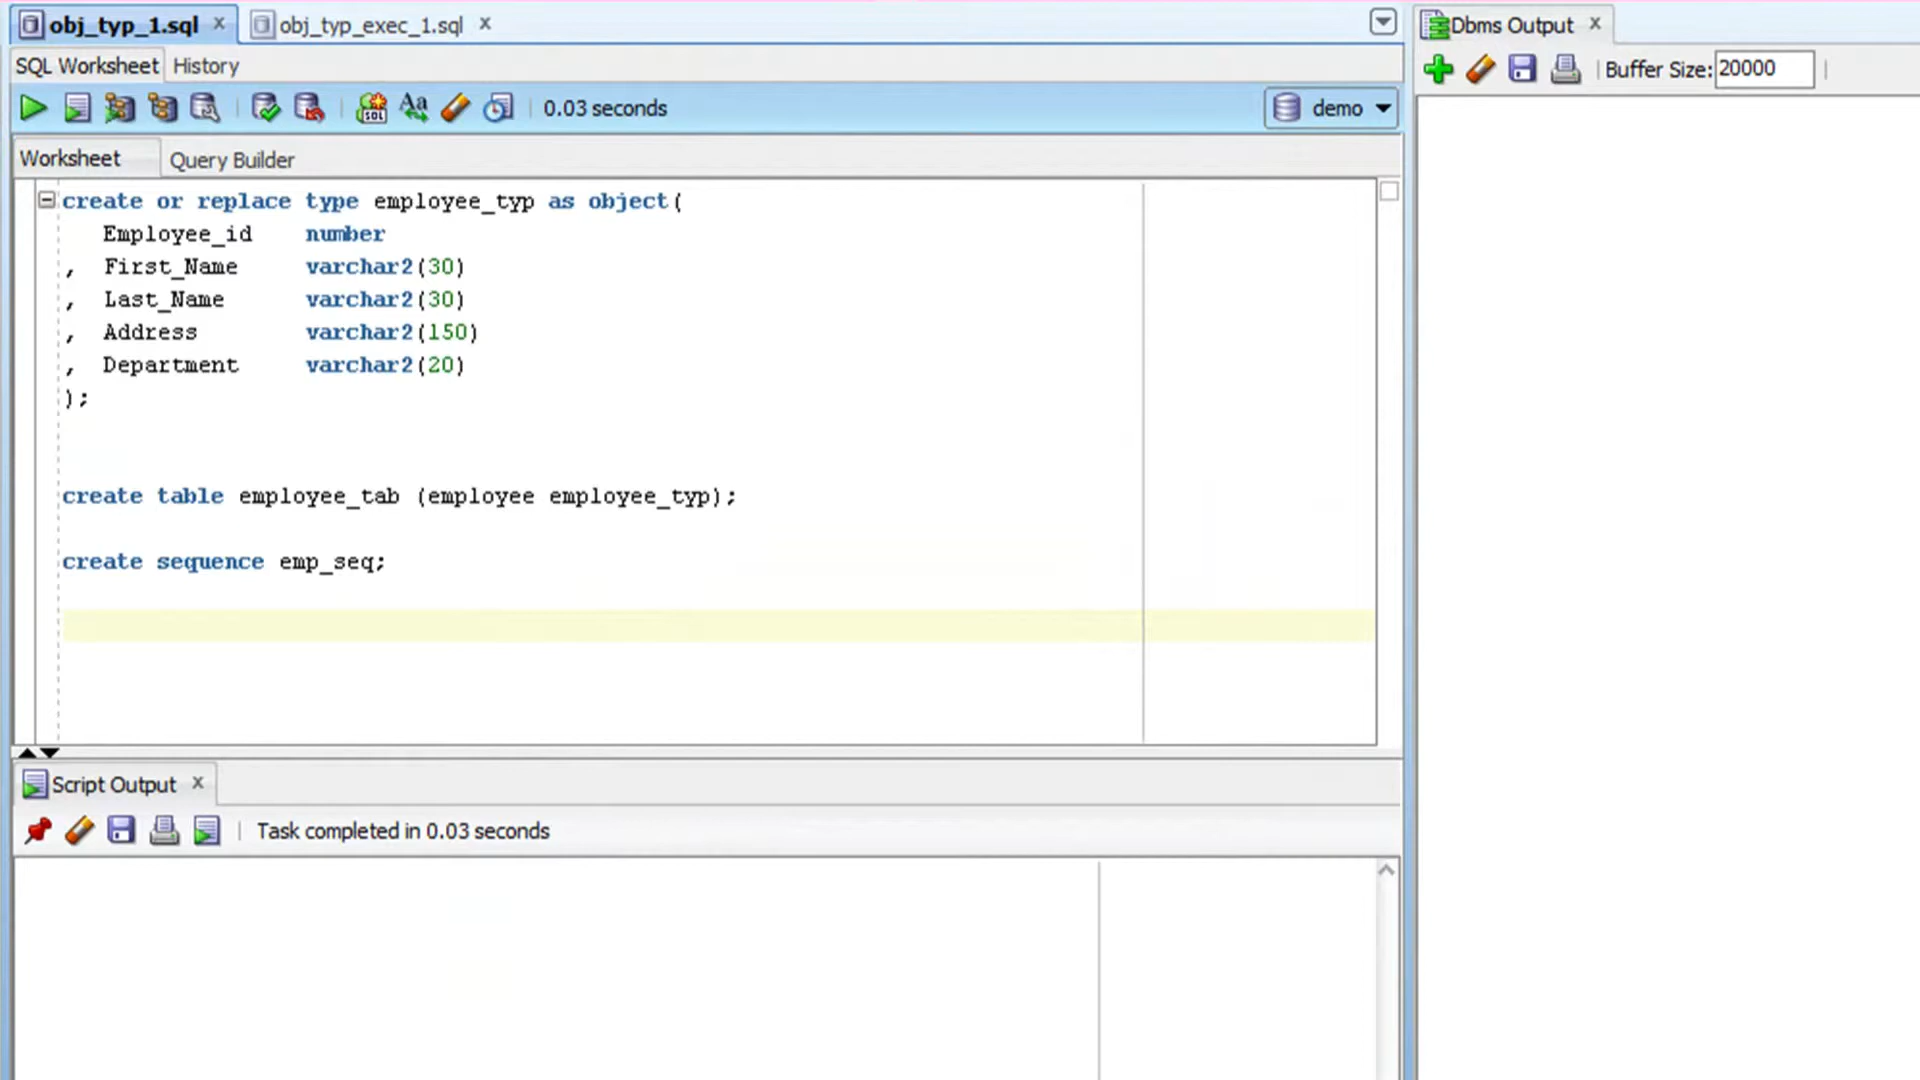 obj_typ_1.sql x obj_typ_exec_1.sql x
Dbms Output x
SQL Worksheet History
Buffer Size: 20000
0.03 seconds
demo
Worksheet Query Builder
create or replace type employee_typ as object(
Employee_id number
, First_Name varchar2(30)
, Last_Name varchar2(30)
, Address varchar2(150)
, Department varchar2(20)
);
create table employee_tab (employee employee_typ);
create sequence emp_seq;
Script Output x
Task completed in 0.03 seconds